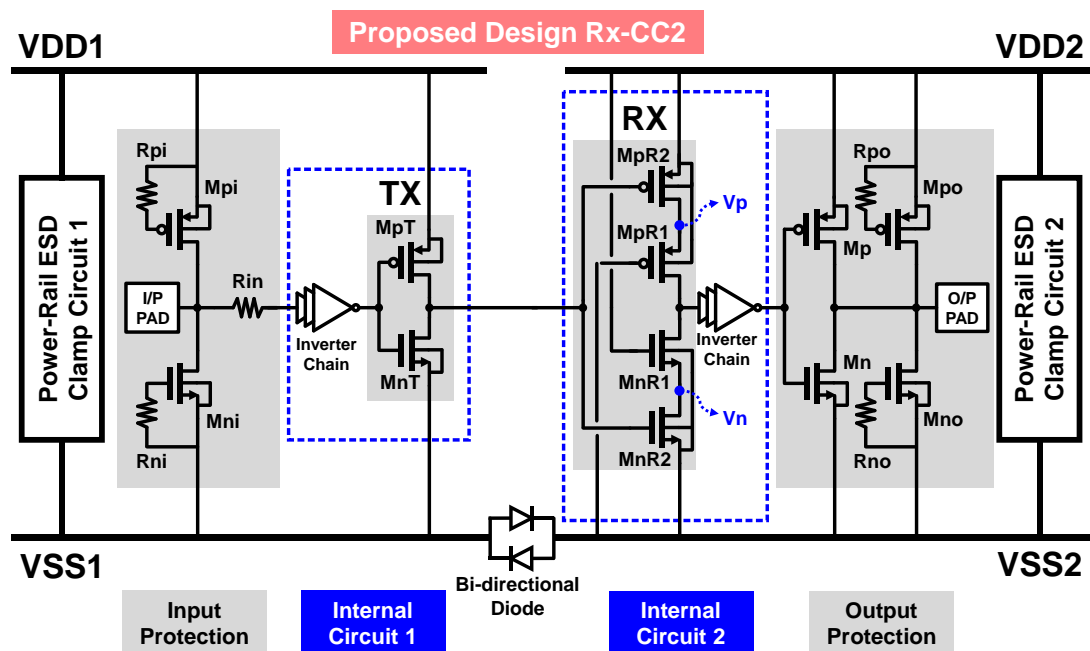 Proposed Design Rx-CC2
VDD1
VDD2
Power-Rail ESD
Clamp Circuit 1
Rpi
Mpi
I/P
PAD
Rin
Mni
Rni
TX
MpT
Inverter
Chain
MnT
RX
MpR2
Vp
MpR1
Inverter
Chain
MnR1
Vn
MnR2
Rpo
Mpo
Mp
O/P
PAD
Mn
Mno
Rno
Power-Rail ESD
Clamp Circuit 2
VSS1
VSS2
Bi-directional
Diode
Input
Protection
Internal
Circuit 1
Internal
Circuit 2
Output
Protection